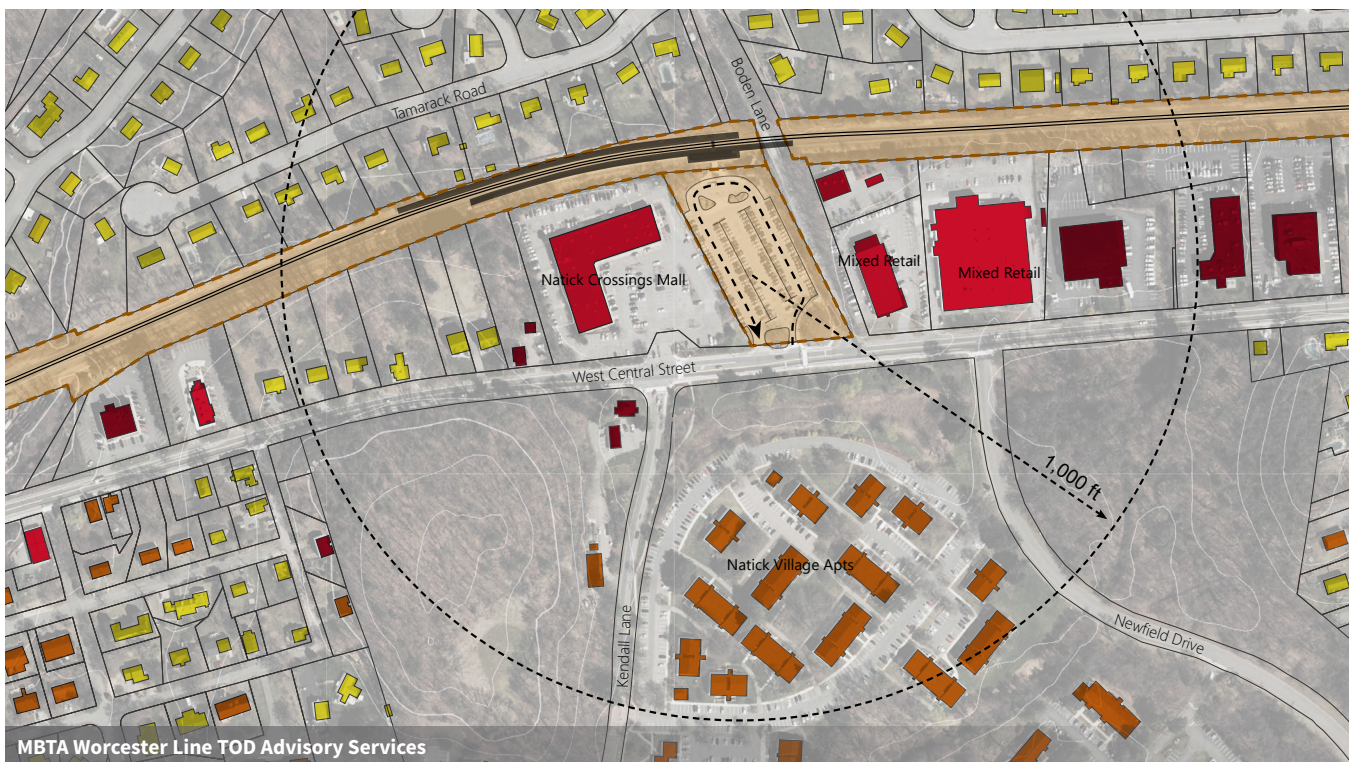 Boden Lane
Tamarack Road
Mixed Retail
Mixed Retail
Natick Crossings Mall
West Central Street
1,000 ft
Natick Village Apts
Kendall Lane
Newfield Drive
MBTA Worcester Line TOD Advisory Services